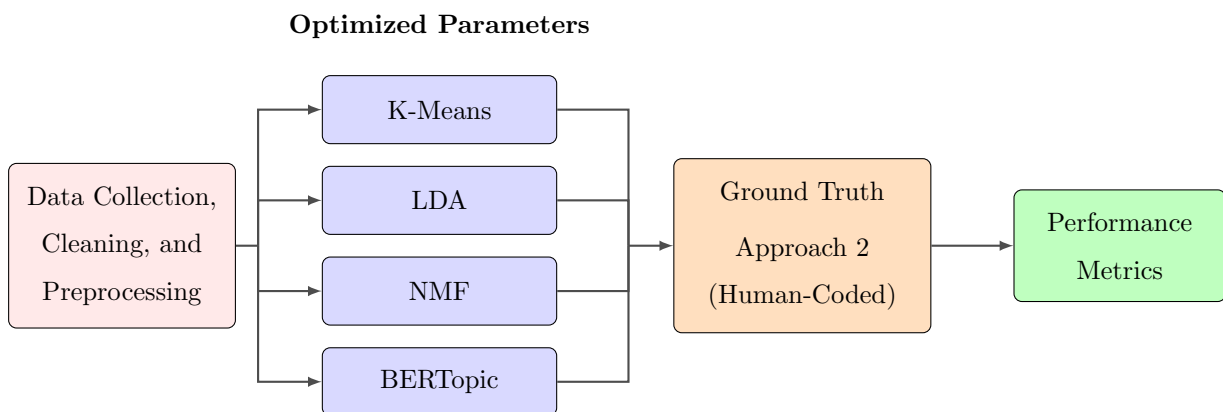 Optimized Parameters
Data Collection,
Cleaning, and
Preprocessing
K-Means
LDA
NMF
BERTopic
Ground Truth
Approach 2
(Human-Coded)
Performance
Metrics